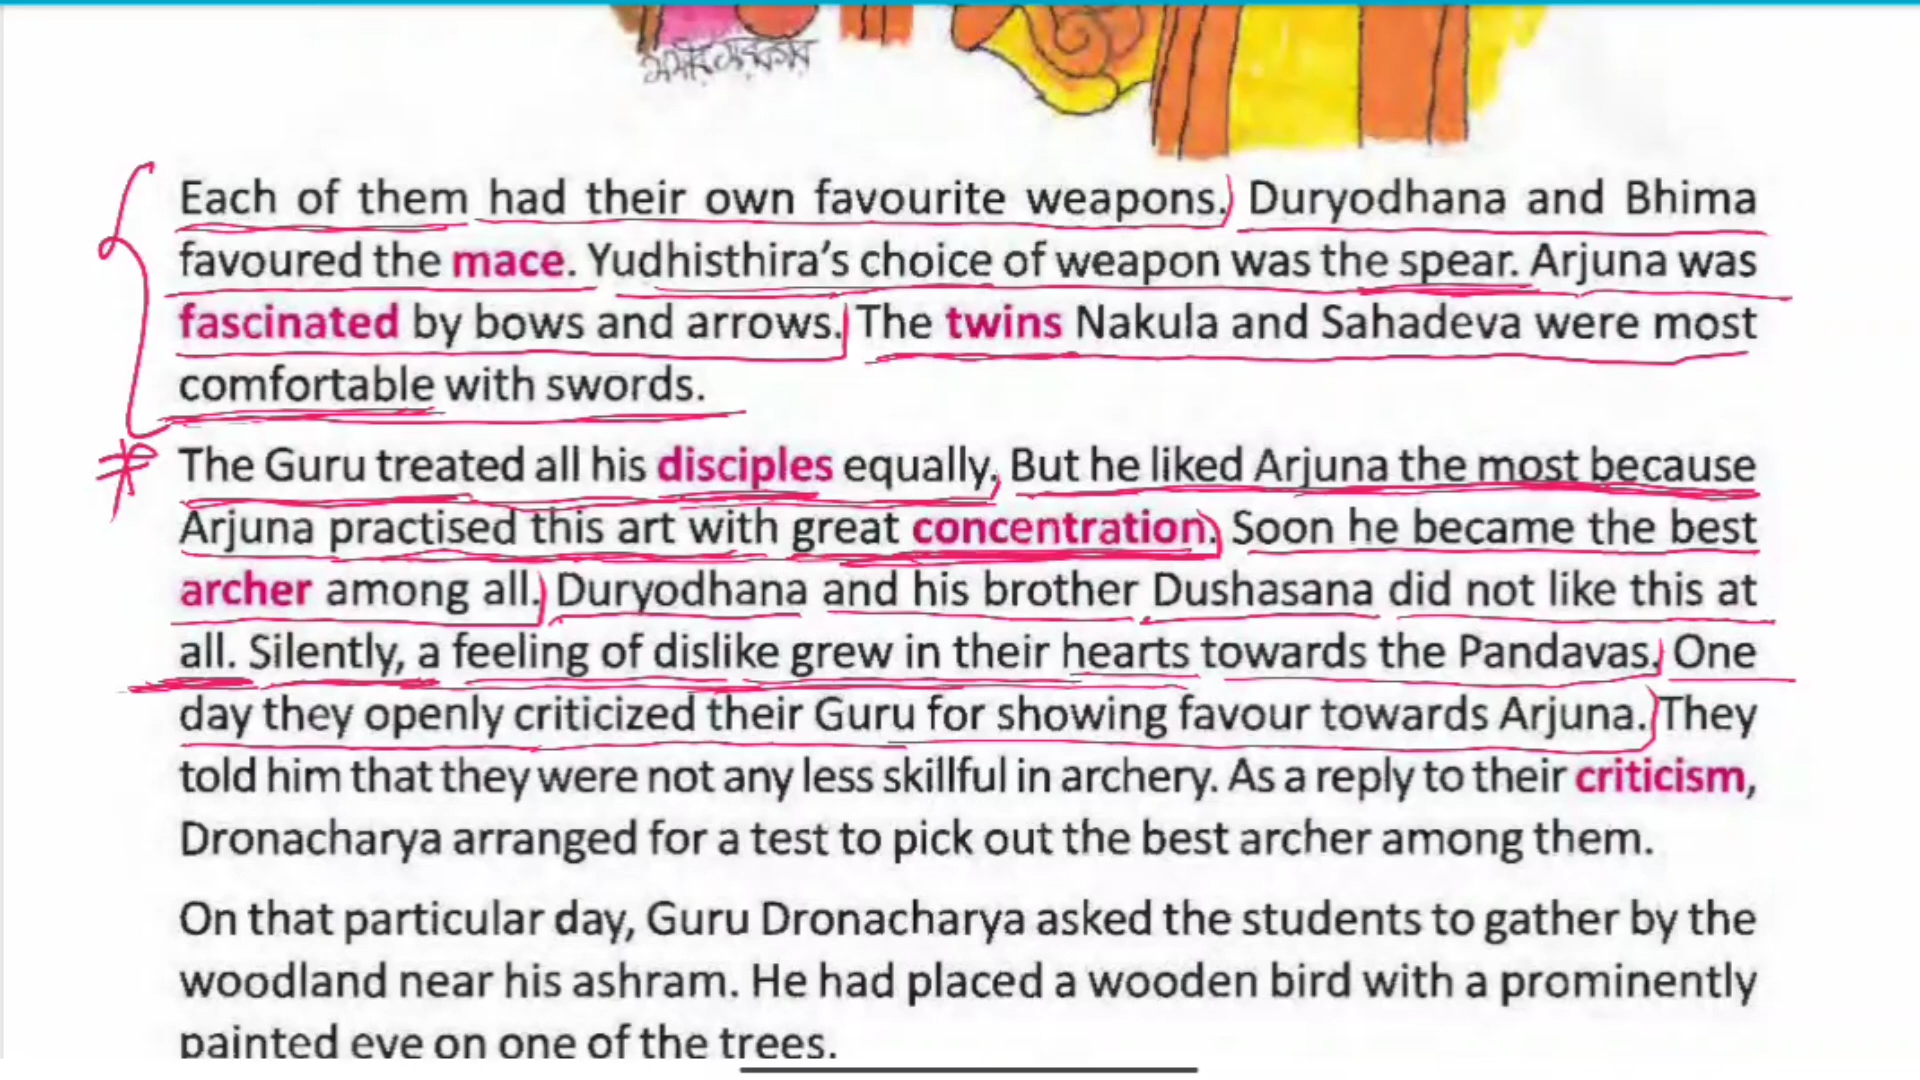 Each of them had their own favourite weapons. Duryodhana and Bhima
favoured the mace. Yudhisthira's choice of weapon was the spear. Arjuna was
fascinated by bows and arrows. The twins Nakula and Sahadeva were most
comfortable with swords.
The Guru treated all his disciples equally. But he liked Arjuna the most because
Arjuna practised this art with great concentration. Soon he became the best
archer among all. Duryodhana and his brother Dushasana did not like this at
all. Silently, a feeling of dislike grew in their hearts towards the Pandavas. One
day they openly criticized their Guru for showing favour towards Arjuna. They
told him that they were not any less skillful in archery. As a reply to their criticism,
Dronacharya arranged for a test to pick out the best archer among them.
On that particular day, Guru Dronacharya asked the students to gather by the
woodland near his ashram. He had placed a wooden bird with a prominently
painted eye on one of the trees.